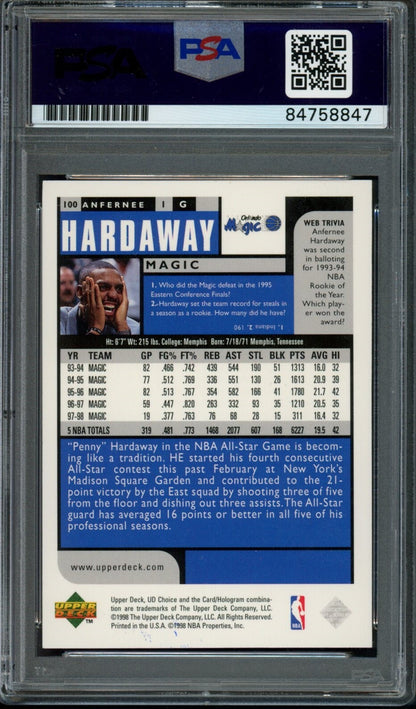 PSA
PSA
84758847
100 ANFERNEE 1 G
HARDAWAY
MAGIC
Orlando
Magic
WEB TRIVIA
Anfernee
Hardaway
was second
in balloting
for 1993-94
NBA
Rookie of
the Year.
Which play-
er won the
award?
1. Who did the Magic defeat in the 1995
Eastern Conference Finals?
2. Hardaway set the team record for steals in
a season as a rookie. How many did he have?
1. Indiana 2. 190
Ht: 6'7" Wt: 215 lbs. College: Memphis Born: 7/18/71 Memphis, Tennessee
YR TEAM GP FG% FT% REB AST STL BLK PTS AVG HI
93-94 MAGIC 82 .466 .742 439 544 190 51 1313 16.0 32
94-95 MAGIC 77 .512 .769 336 551 130 26 1613 20.9 39
95-96 MAGIC 82 .513 .767 354 582 166 41 1780 21.7 42
96-97 MAGIC 59 .447 .820 263 332 93 35 1210 20.5 35
97-98 MAGIC 19 .377 .763 76 68 28 15 311 16.4 32
5 NBA TOTALS 319 .481 .773 1468 2077 607 168 6227 19.5 42
"Penny" Hardaway in the NBA All-Star Game is becom-
ing like a tradition. HE started his fourth consecutive
All-Star contest this past February at New York's
Madison Square Garden and contributed to the 21-
point victory by the East squad by shooting three of five
from the floor and dishing out three assists. The All-Star
guard has averaged 16 points or better in all five of his
professional seasons.
www.upperdeck.com
UPPER
DECK
TM
Upper Deck, UD Choice and the Card/Hologram combina-
tion are trademarks of The Upper Deck Company, LLC.
©1998 The Upper Deck Company, LLC. All Rights Reserved.
Printed in the U.S.A. ©1998 NBA Properties, Inc.
NBA